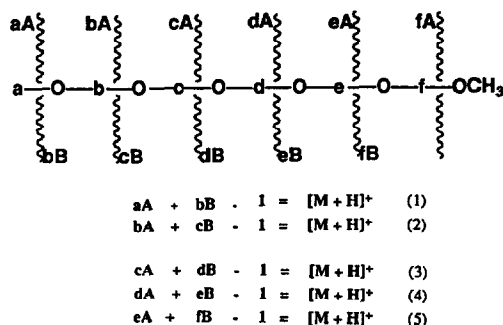 aA bA cA dA eA fA
a—O—b—O—c—O—d—O—e—O—f—OCH3
bB cB dB eB fB
aA + bB - 1 = [M + H]+ (1)
bA + cB - 1 = [M + H]+ (2)
cA + dB - 1 = [M + H]+ (3)
dA + eB - 1 = [M + H]+ (4)
eA + fB - 1 = [M + H]+ (5)